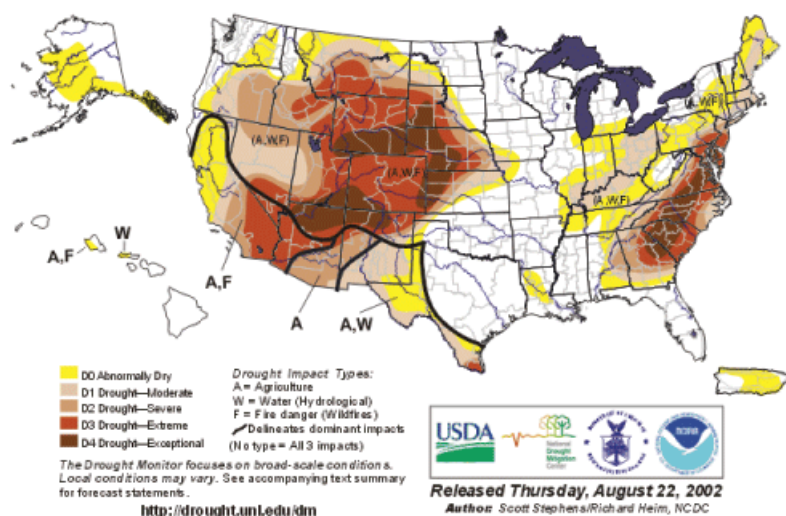 (A,W,F)
(A,W,F)
(A,W,F)
(A,W,F)
W
A,F
A,F
A
A,W
D0 Abnormally Dry
D1 Drought—Moderate
D2 Drought—Severe
D3 Drought—Extreme
D4 Drought—Exceptional
Drought Impact Types:
A = Agriculture
W = Water (Hydrological)
F = Fire danger (Wildfires)
Delineates dominant impacts
(No type = All 3 impacts)
The Drought Monitor focuses on broad-scale conditions.
Local conditions may vary. See accompanying text summary
for forecast statements.
http://drought.unl.edu/dm
USDA
National
Drought
Mitigation
Center
NOAA
Released Thursday, August 22, 2002
Author: Scott Stephens/Richard Heim, NCDC